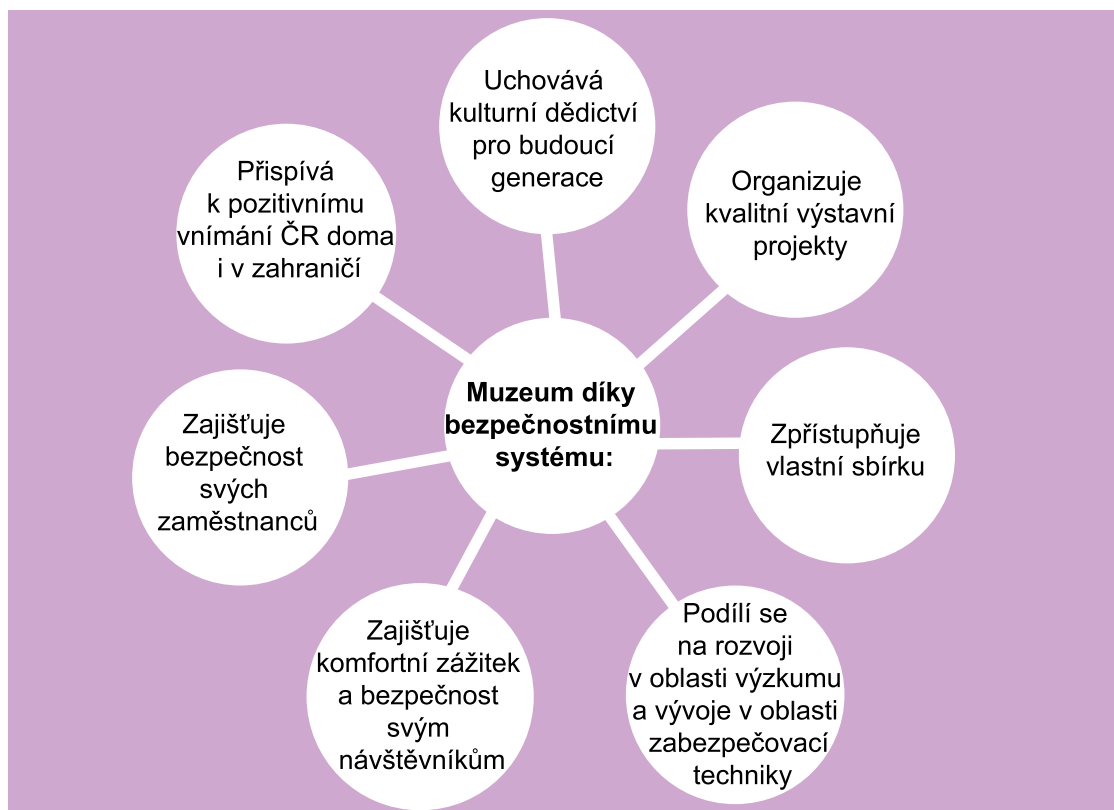 Uchovává
kulturní dědictví
pro budoucí
generace
Organizuje
kvalitní výstavní
projekty
Přispívá
k pozitivnímu
vnímání ČR doma
i v zahraničí
Muzeum díky
bezpečnostnímu
systému:
Zpřístupňuje
vlastní sbírku
Zajišťuje
bezpečnost
svých
zaměstnanců
Zajišťuje
komfortní zážitek
a bezpečnost
svým
návštěvníkům
Podílí se
na rozvoji
v oblasti výzkumu
a vývoje v oblasti
zabezpečovací
techniky